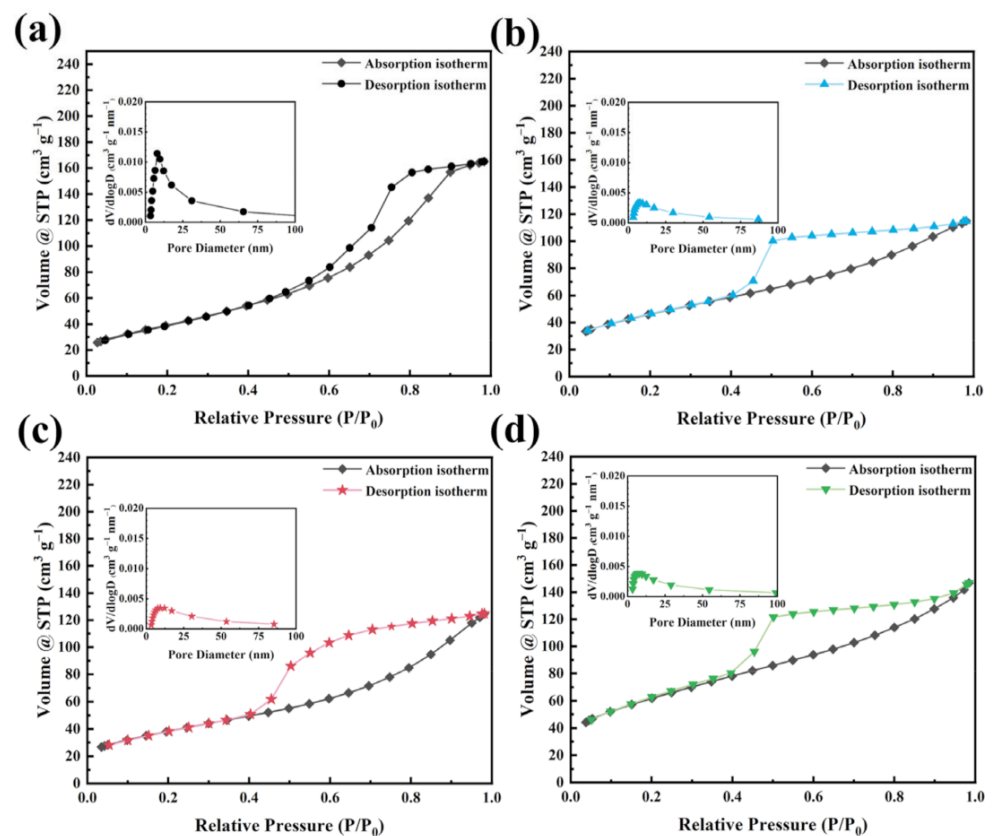 (a)
240
220
200
180
160
140
120
100
80
60
40
20
0
Volume @ STP (cm³ g⁻¹)
Absorption isotherm
Desorption isotherm
0.020
0.015
0.010
0.005
0.000
dV/dlogD (cm³ g⁻¹ nm⁻¹)
0 25 50 75 100
Pore Diameter (nm)
0.0 0.2 0.4 0.6 0.8 1.0
Relative Pressure (P/P₀)
(b)
240
220
200
180
160
140
120
100
80
60
40
20
0
Volume @ STP (cm³ g⁻¹)
Absorption isotherm
Desorption isotherm
0.020
0.015
0.010
0.005
0.000
dV/dlogD (cm³ g⁻¹ nm⁻¹)
0 25 50 75 100
Pore Diameter (nm)
0.0 0.2 0.4 0.6 0.8 1.0
Relative Pressure (P/P₀)
(c)
240
220
200
180
160
140
120
100
80
60
40
20
0
Volume @ STP (cm³ g⁻¹)
Absorption isotherm
Desorption isotherm
0.020
0.015
0.010
0.005
0.000
dV/dlogD (cm³ g⁻¹ nm⁻¹)
0 25 50 75 100
Pore Diameter (nm)
0.0 0.2 0.4 0.6 0.8 1.0
Relative Pressure (P/P₀)
(d)
240
220
200
180
160
140
120
100
80
60
40
20
0
Volume @ STP (cm³ g⁻¹)
Absorption isotherm
Desorption isotherm
0.020
0.015
0.010
0.005
0.000
dV/dlogD (cm³ g⁻¹ nm⁻¹)
0 25 50 75 100
Pore Diameter (nm)
0.0 0.2 0.4 0.6 0.8 1.0
Relative Pressure (P/P₀)